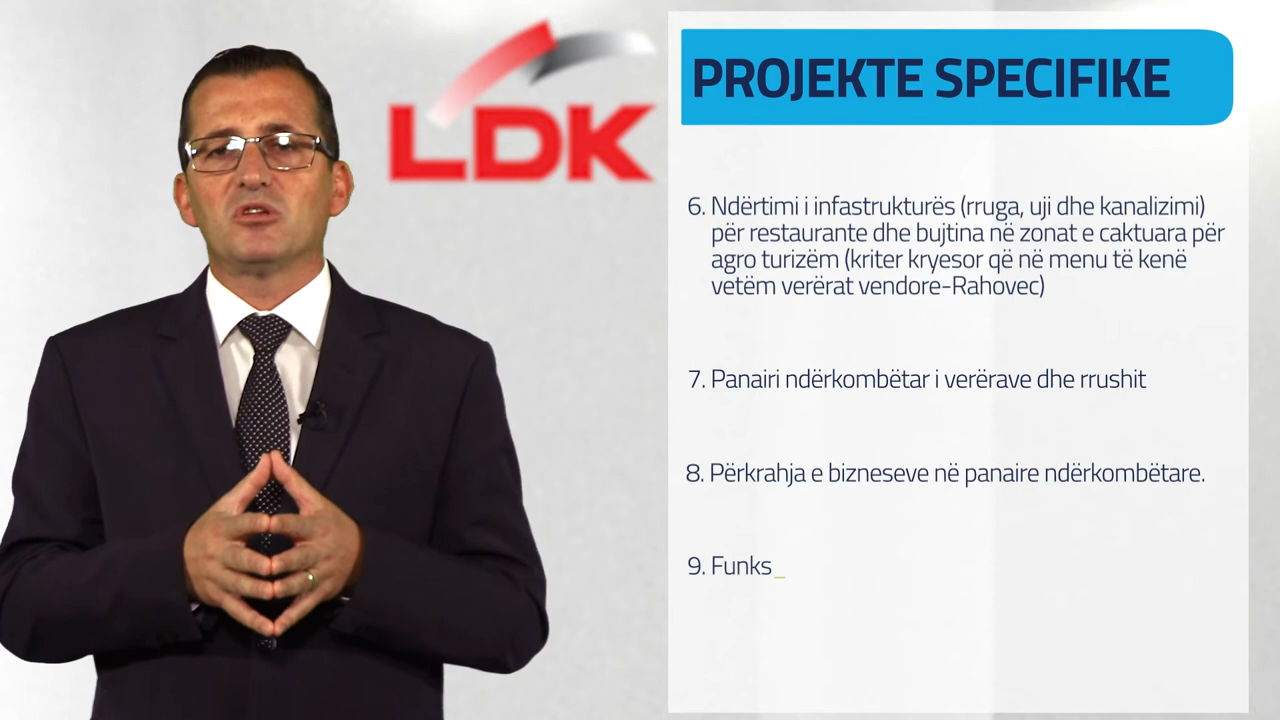 LDK
PROJEKTE SPECIFIKE
6. Ndërtimi i infastrukturës (rruga, uji dhe kanalizimi)
për restaurante dhe bujtina në zonat e caktuara për
agro turizëm (kriter kryesor që në menu të kenë
vetëm verërat vendore-Rahovec)
7. Panairi ndërkombëtar i verërave dhe rrushit
8. Përkrahja e bizneseve në panaire ndërkombëtare.
9. Funks_